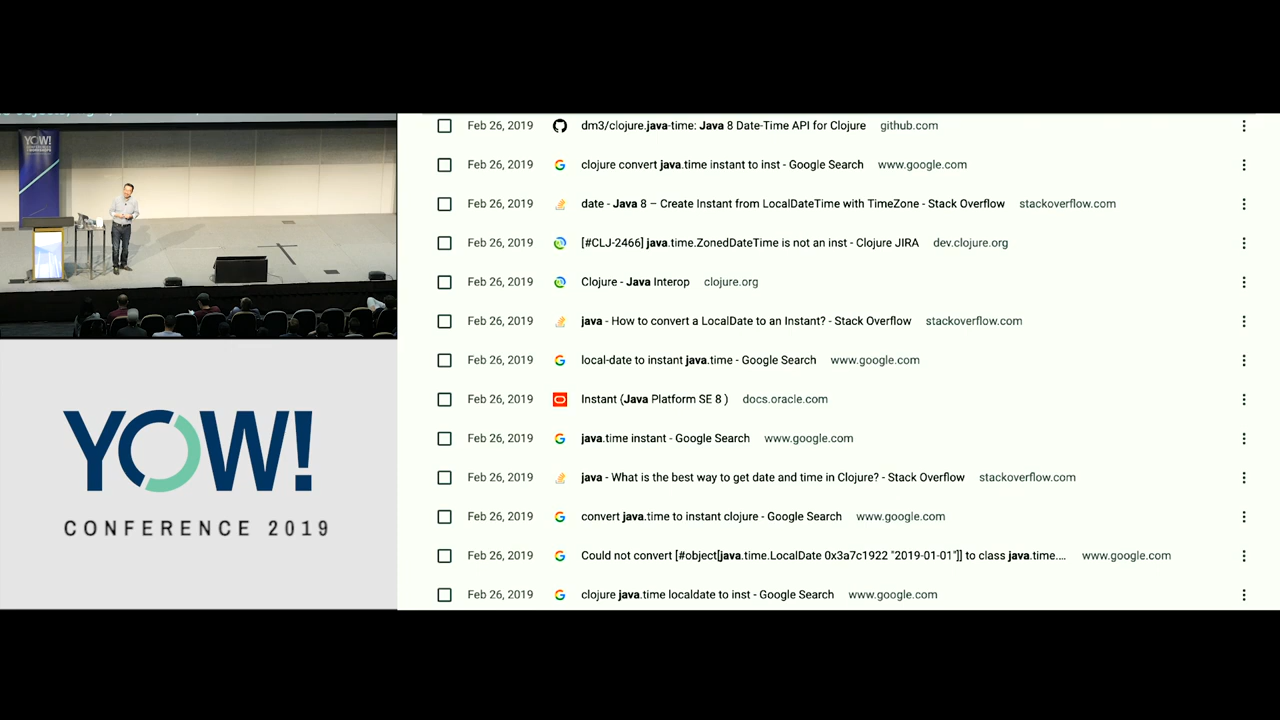 YOW!
Feb 26, 2019 dm3/clojure.java-time: Java 8 Date-Time API for Clojure github.com
Feb 26, 2019 clojure convert java.time instant to inst - Google Search www.google.com
Feb 26, 2019 date - Java 8 – Create Instant from LocalDateTime with TimeZone - Stack Overflow stackoverflow.com
Feb 26, 2019 [#CLJ-2466] java.time.ZonedDateTime is not an inst - Clojure JIRA dev.clojure.org
Feb 26, 2019 Clojure - Java Interop clojure.org
Feb 26, 2019 java - How to convert a LocalDate to an Instant? - Stack Overflow stackoverflow.com
Feb 26, 2019 local-date to instant java.time - Google Search www.google.com
Feb 26, 2019 Instant (Java Platform SE 8 ) docs.oracle.com
Feb 26, 2019 java.time instant - Google Search www.google.com
Feb 26, 2019 java - What is the best way to get date and time in Clojure? - Stack Overflow stackoverflow.com
Feb 26, 2019 convert java.time to instant clojure - Google Search www.google.com
Feb 26, 2019 Could not convert [#object[java.time.LocalDate 0x3a7c1922 "2019-01-01"]] to class java.time.... www.google.com
Feb 26, 2019 clojure java.time localdate to inst - Google Search www.google.com
YOW!
CONFERENCE 2019